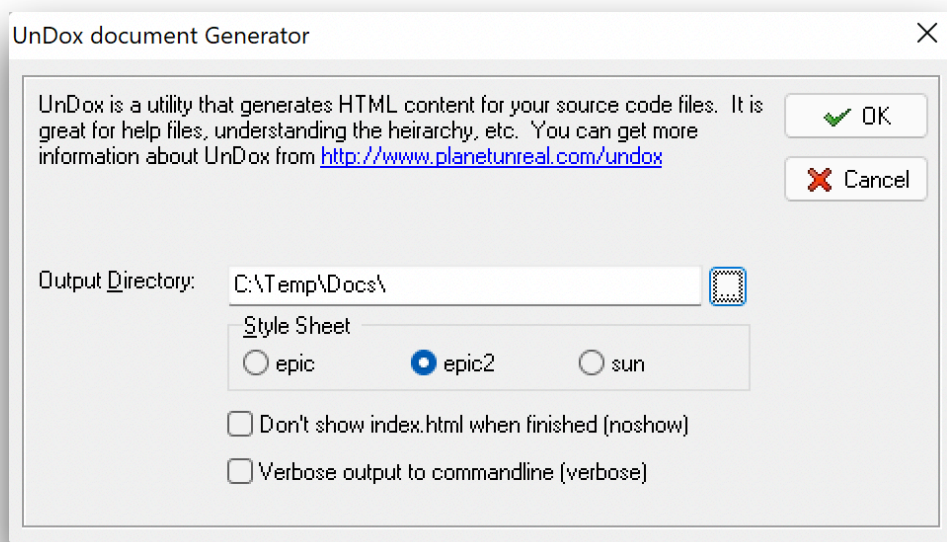 UnDox document Generator
UnDox is a utility that generates HTML content for your source code files.  It is
great for help files, understanding the heirarchy, etc.  You can get more
information about UnDox from http://www.planetunreal.com/undox
OK
Cancel
Output Directory:
C:\Temp\Docs\
...
Style Sheet
epic
epic2
sun
Don't show index.html when finished (noshow)
Verbose output to commandline (verbose)